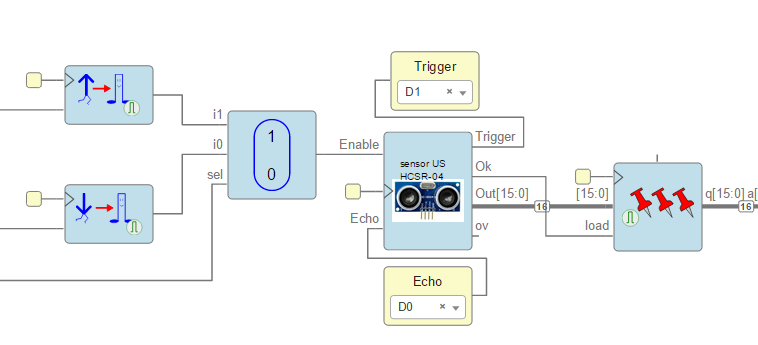 Trigger
D1
i1
1
i0
0
sel
Enable
Trigger
sensor US
HCSR-04
Ok
Out[15:0]
16
[15:0]
q[15:0]
a[
16
Echo
ov
load
Echo
D0